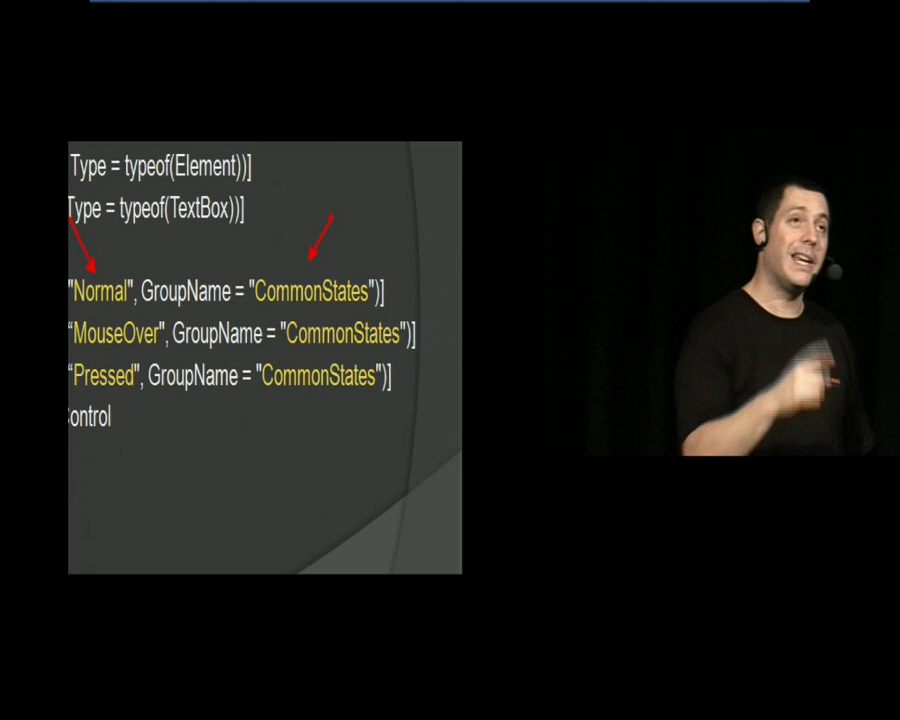 Type = typeof(Element))]
Type = typeof(TextBox))]
"Normal", GroupName = "CommonStates")]
“MouseOver", GroupName = "CommonStates")]
“Pressed", GroupName = "CommonStates")]
ontrol